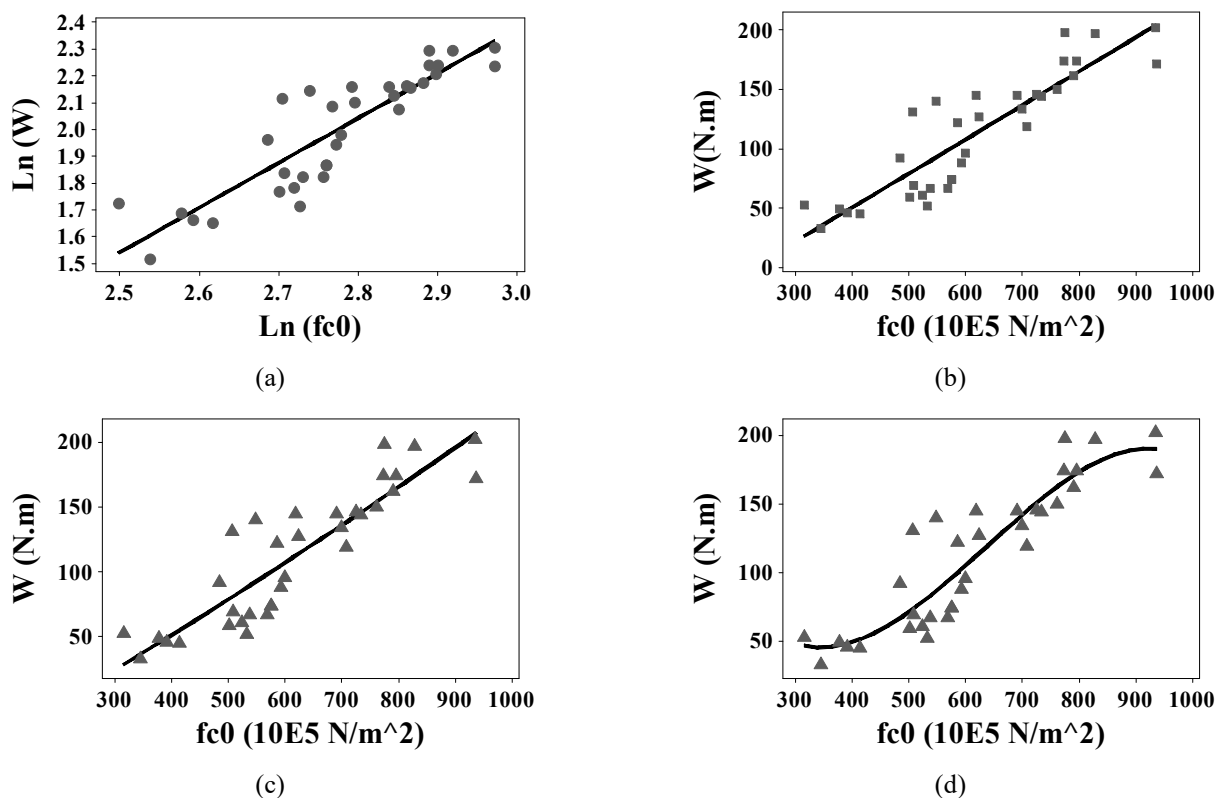 2.4
2.3
2.2
2.1
2.0
1.9
1.8
1.7
1.6
1.5
Ln (W)
2.5 2.6 2.7 2.8 2.9 3.0
Ln (fc0)
(a)
200
150
100
50
0
W(N.m)
300 400 500 600 700 800 900 1000
fc0 (10E5 N/m^2)
(b)
200
150
100
50
W (N.m)
300 400 500 600 700 800 900 1000
fc0 (10E5 N/m^2)
(c)
200
150
100
50
W (N.m)
300 400 500 600 700 800 900 1000
fc0 (10E5 N/m^2)
(d)